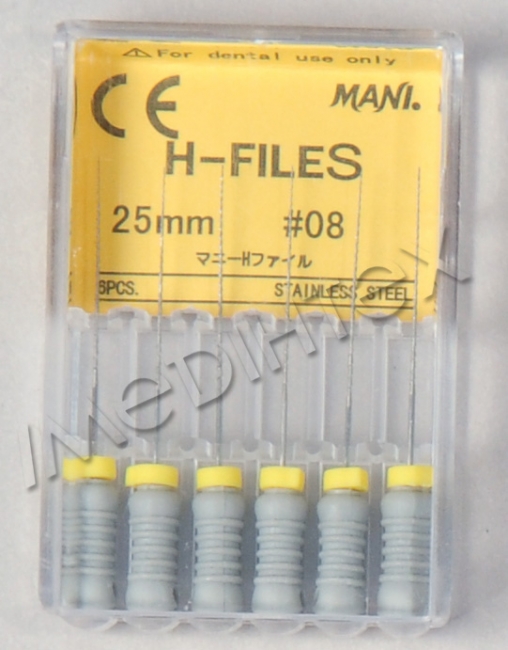 ⚠For dental use only
CE
MANI.
H-FILES
25mm #08
マニーHファイル
6PCS. STAINLESS STEEL